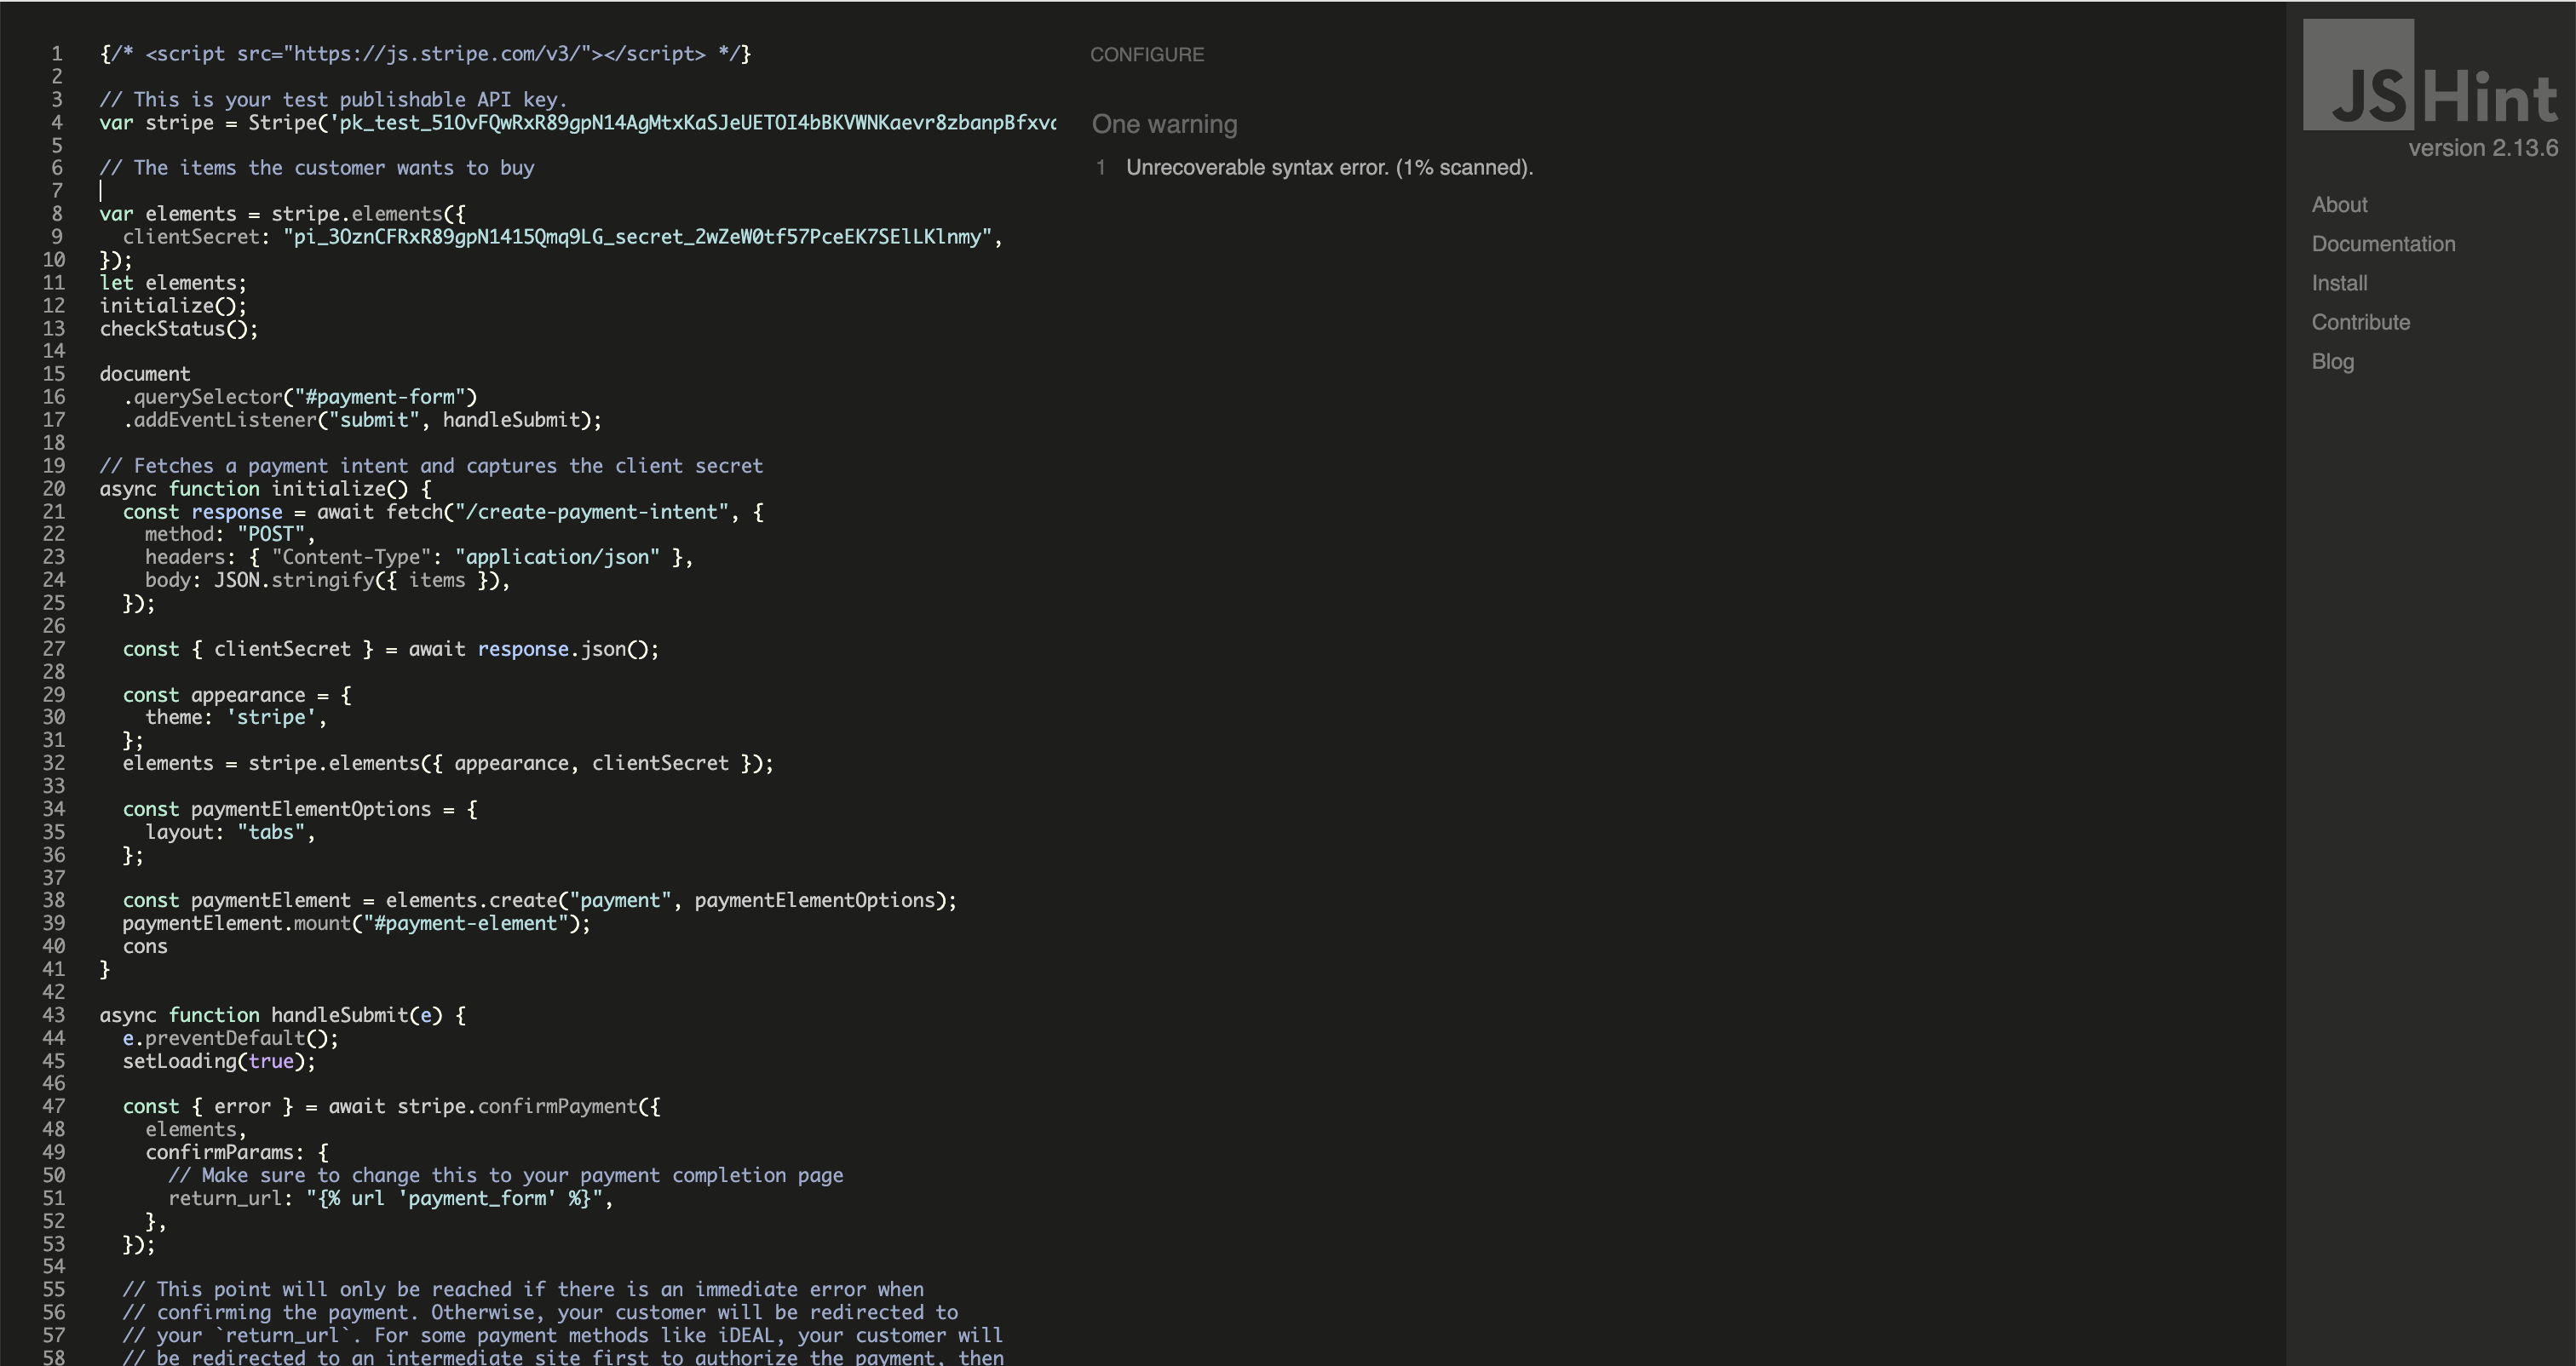 1 {/* <script src="https://js.stripe.com/v3/"></script> */}
2
3 // This is your test publishable API key.
4 var stripe = Stripe('pk_test_51OvFQwRxR89gpN14AgMtxKaSJeUETOI4bBKVWNKaevr8zbanpBfxvc
5
6 // The items the customer wants to buy
7
8 var elements = stripe.elements({
9 clientSecret: "pi_3OznCFRxR89gpN1415Qmq9LG_secret_2wZeW0tf57PceEK7SElLKlnmy",
10 });
11 let elements;
12 initialize();
13 checkStatus();
14
15 document
16 .querySelector("#payment-form")
17 .addEventListener("submit", handleSubmit);
18
19 // Fetches a payment intent and captures the client secret
20 async function initialize() {
21 const response = await fetch("/create-payment-intent", {
22 method: "POST",
23 headers: { "Content-Type": "application/json" },
24 body: JSON.stringify({ items }),
25 });
26
27 const { clientSecret } = await response.json();
28
29 const appearance = {
30 theme: 'stripe',
31 };
32 elements = stripe.elements({ appearance, clientSecret });
33
34 const paymentElementOptions = {
35 layout: "tabs",
36 };
37
38 const paymentElement = elements.create("payment", paymentElementOptions);
39 paymentElement.mount("#payment-element");
40 cons
41 }
42
43 async function handleSubmit(e) {
44 e.preventDefault();
45 setLoading(true);
46
47 const { error } = await stripe.confirmPayment({
48 elements,
49 confirmParams: {
50 // Make sure to change this to your payment completion page
51 return_url: "{% url 'payment_form' %}",
52 },
53 });
54
55 // This point will only be reached if there is an immediate error when
56 // confirming the payment. Otherwise, your customer will be redirected to
57 // your `return_url`. For some payment methods like iDEAL, your customer will
58 // be redirected to an intermediate site first to authorize the payment, then
CONFIGURE
One warning
1 Unrecoverable syntax error. (1% scanned).
JSHint
version 2.13.6
About
Documentation
Install
Contribute
Blog